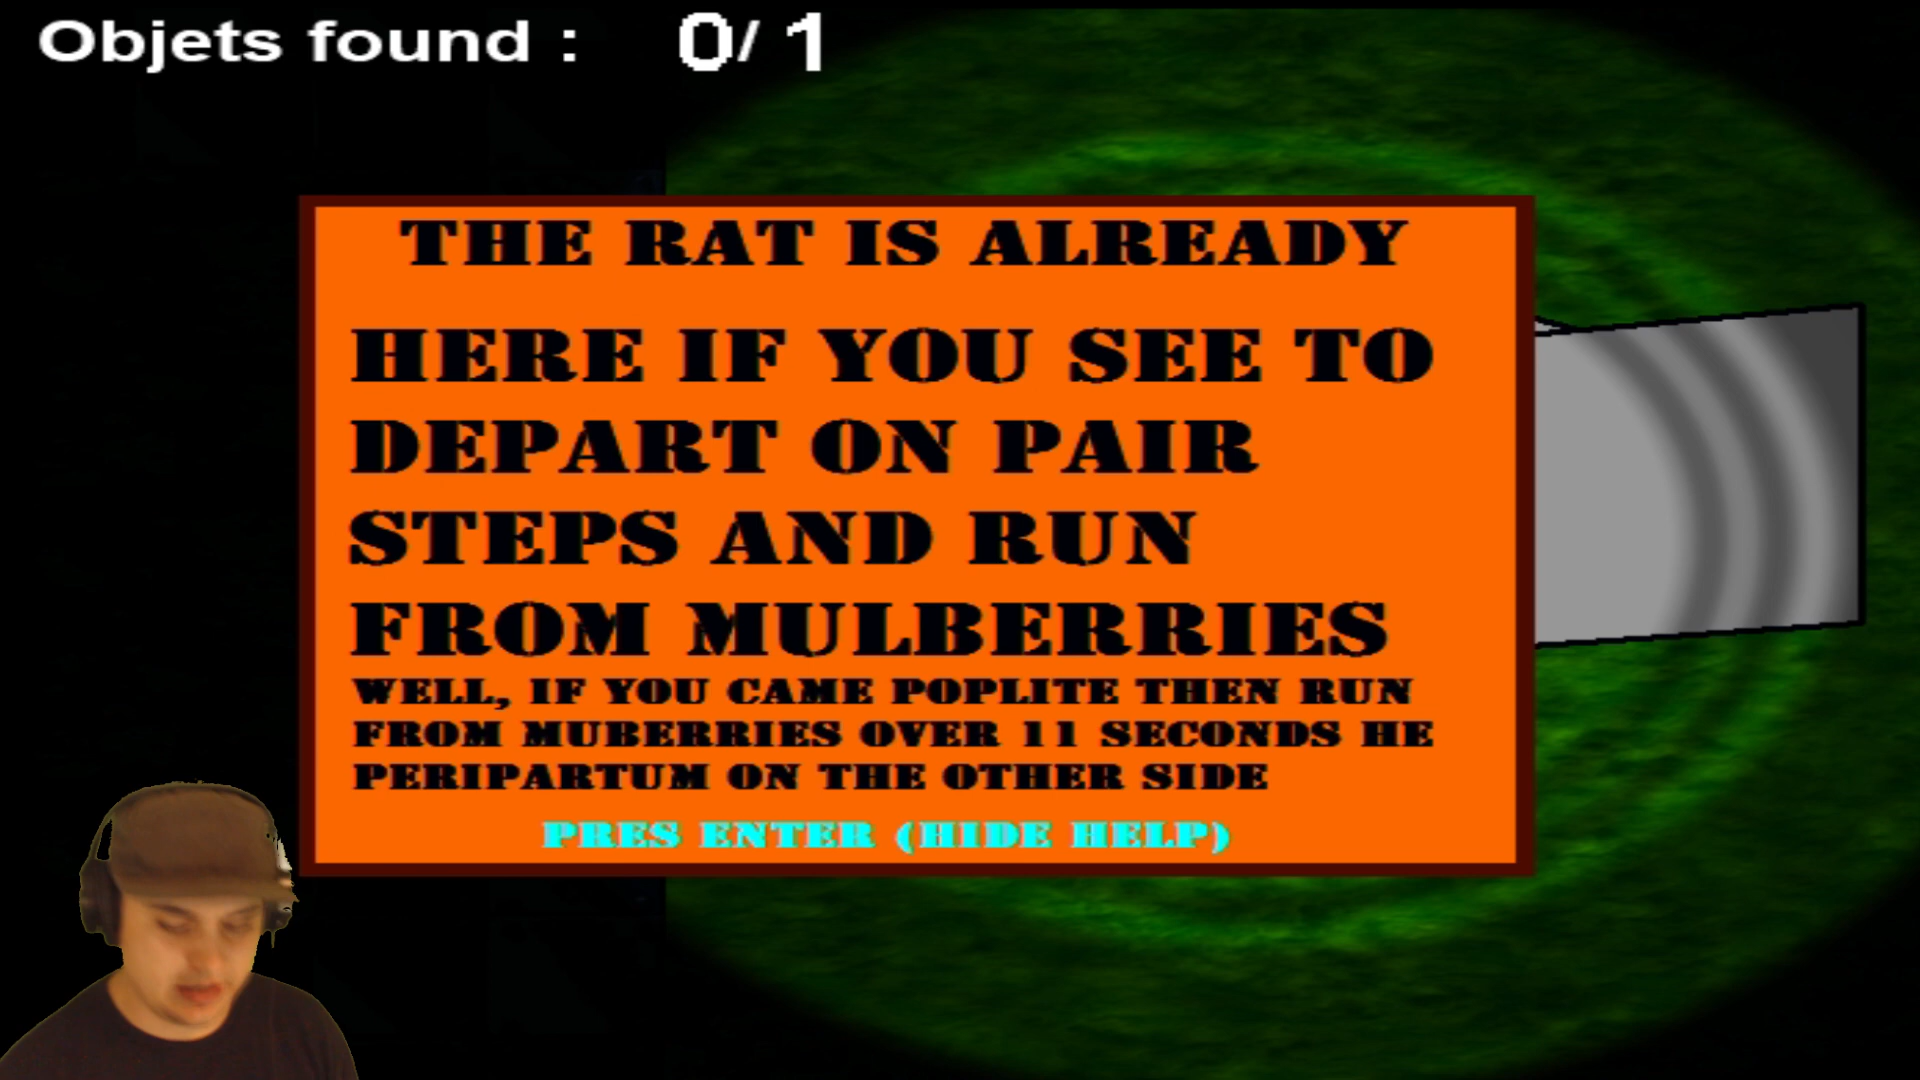 Objets found : 0/ 1
THE RAT IS ALREADY
HERE IF YOU SEE TO
DEPART ON PAIR
STEPS AND RUN
FROM MULBERRIES
WELL, IF YOU CAME POPLITE THEN RUN
FROM MUBERRIES OVER 11 SECONDS HE
PERIPARTUM ON THE OTHER SIDE
PRES ENTER (HIDE HELP)